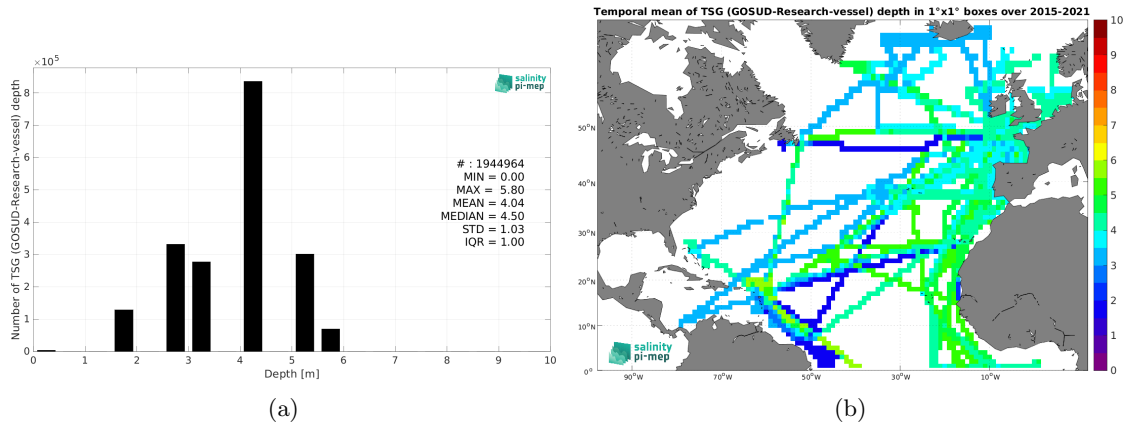 ×10⁵
8
7
6
5
4
3
2
1
0
Number of TSG (GOSUD-Research-vessel) depth
salinity
pi-mep
# : 1944964
MIN = 0.00
MAX = 5.80
MEAN = 4.04
MEDIAN = 4.50
STD = 1.03
IQR = 1.00
0 1 2 3 4 5 6 7 8 9 10
Depth [m]
(a)
Temporal mean of TSG (GOSUD-Research-vessel) depth in 1°x1° boxes over 2015-2021
50°N
40°N
30°N
20°N
10°N
0°
90°W 70°W 50°W 30°W 10°W
salinity
pi-mep
10
9
8
7
6
5
4
3
2
1
0
(b)